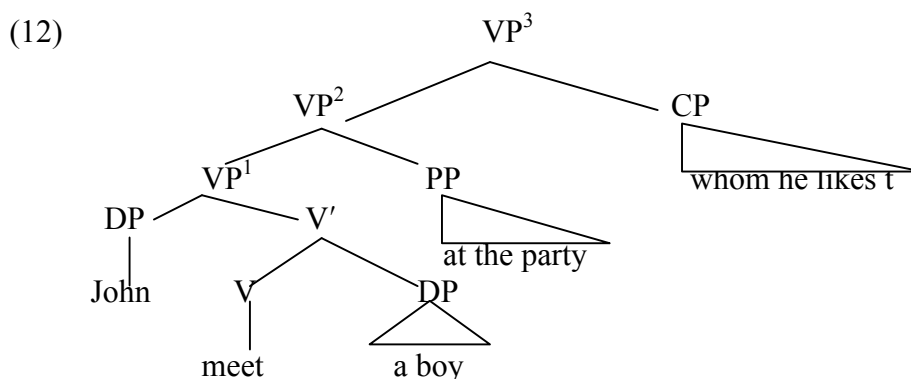 (12) VP³
VP² CP
VP¹ PP whom he likes t
DP V′
at the party
John V DP
meet a boy